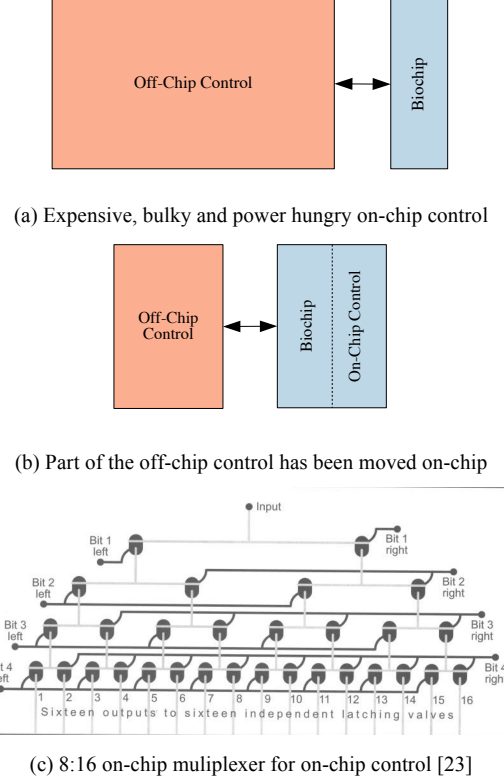 Off-Chip Control
Biochip
(a) Expensive, bulky and power hungry on-chip control
Off-Chip
Control
Biochip
On-Chip Control
(b) Part of the off-chip control has been moved on-chip
Input
Bit 1
left
Bit 1
right
Bit 2
left
Bit 2
right
Bit 3
left
Bit 3
right
Bit 4
left
Bit 4
right
1 2 3 4 5 6 7 8 9 10 11 12 13 14 15 16
Sixteen outputs to sixteen independent latching valves
(c) 8:16 on-chip muliplexer for on-chip control [23]